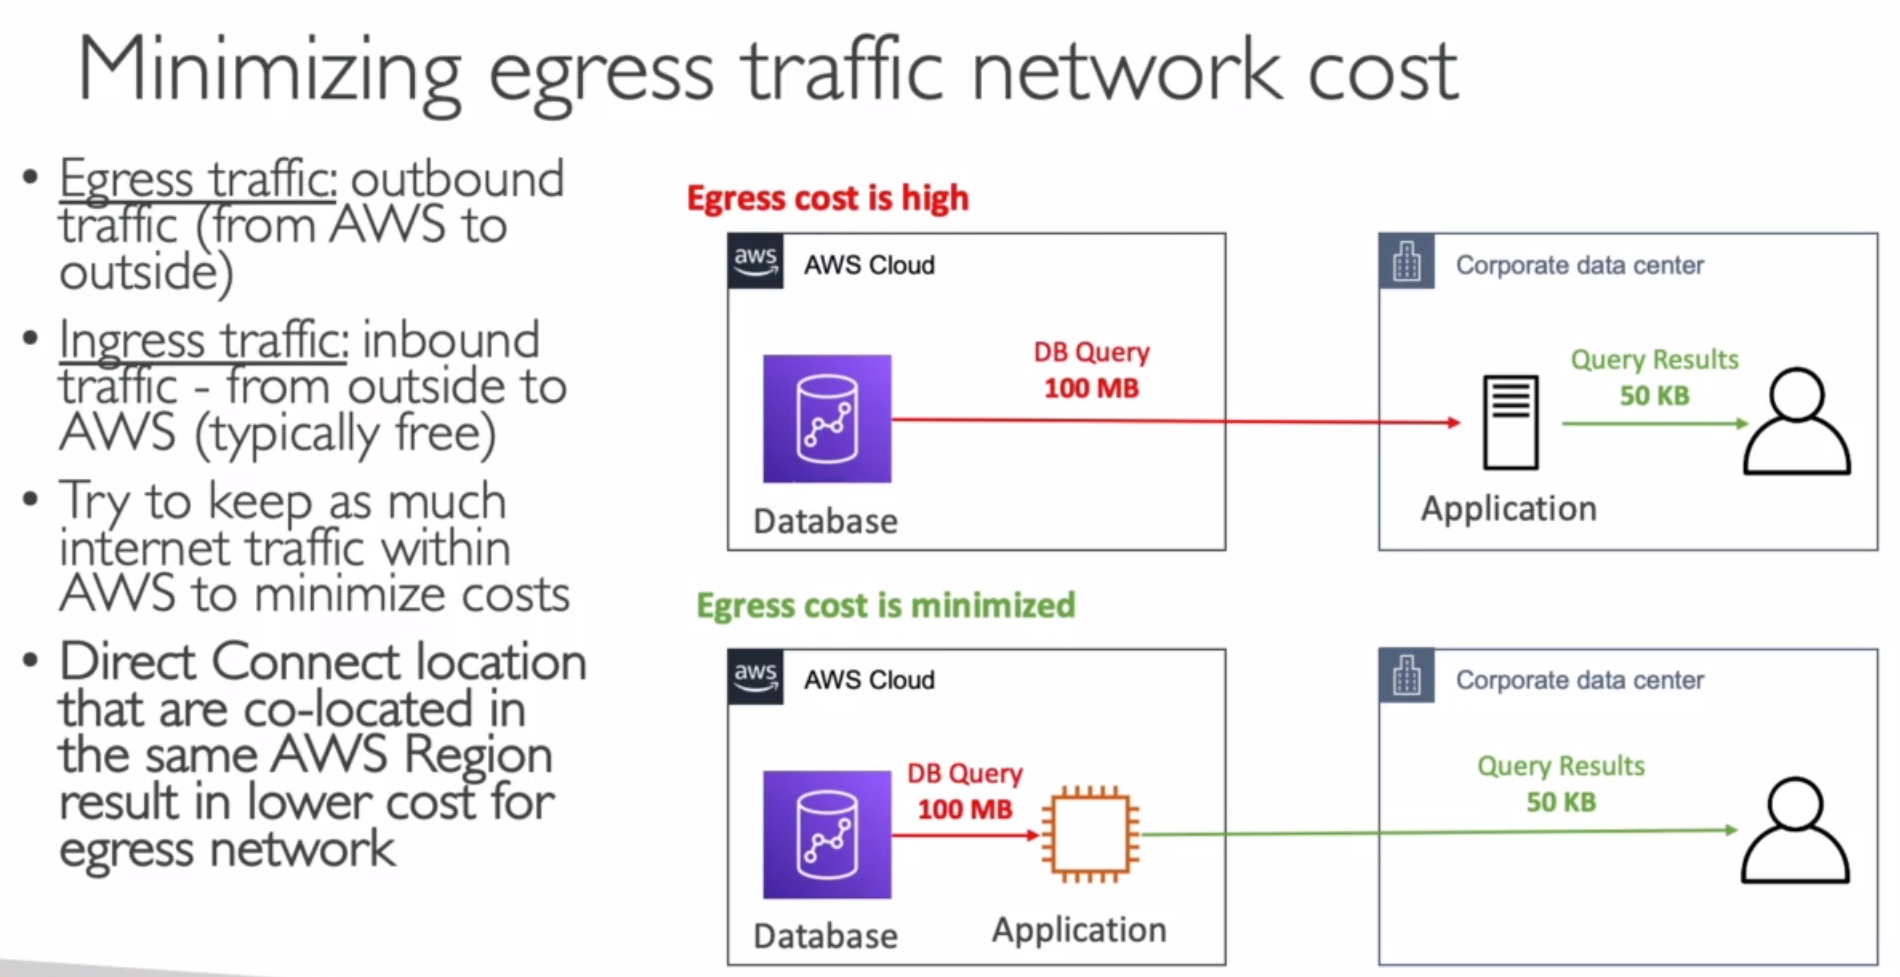 Minimizing egress traffic network cost
• Egress traffic: outbound
traffic (from AWS to
outside)
• Ingress traffic: inbound
traffic - from outside to
AWS (typically free)
• Try to keep as much
internet traffic within
AWS to minimize costs
• Direct Connect location
that are co-located in
the same AWS Region
result in lower cost for
egress network
Egress cost is high
aws
AWS Cloud
DB Query
100 MB
Database
Corporate data center
Query Results
50 KB
Application
Egress cost is minimized
aws
AWS Cloud
DB Query
100 MB
Database
Application
Corporate data center
Query Results
50 KB